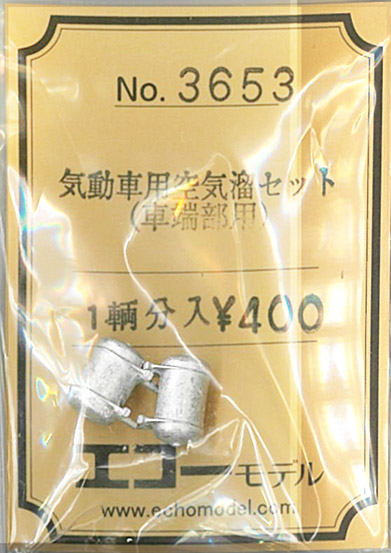 No. 3653
気動車用空気溜セット
(車端部用)
1輌分入¥400
エコーモデル
www.echomodel.com